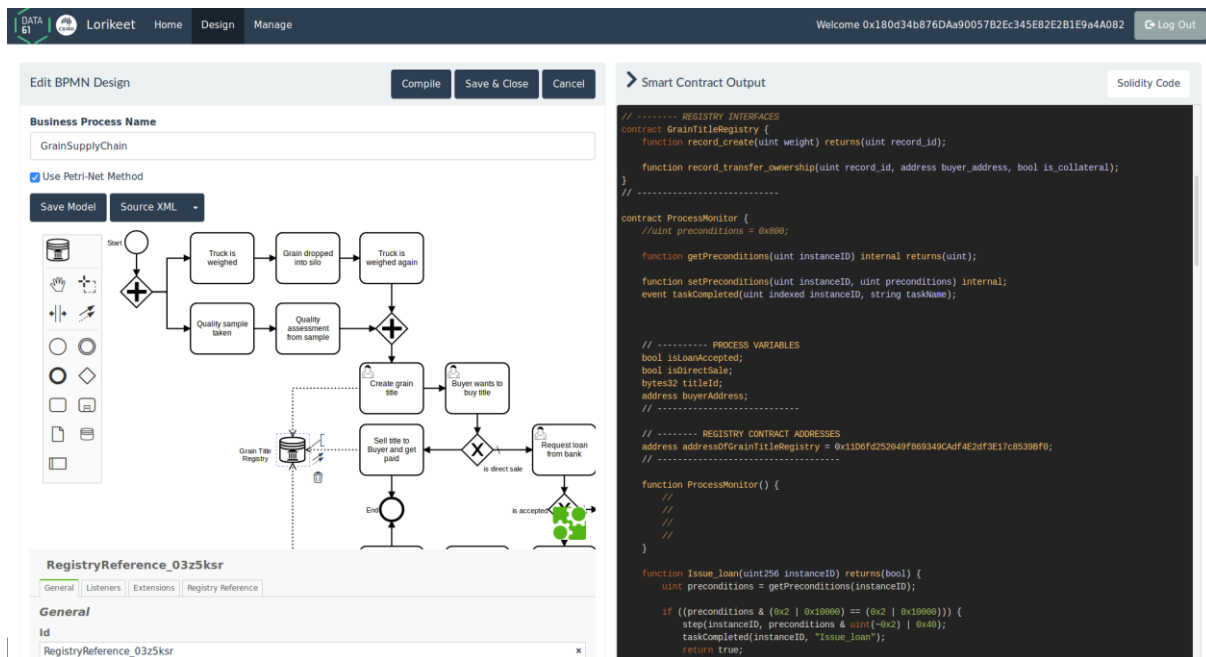 DATA
61
CSIRO
Lorikeet Home Design Manage
Welcome 0x180d34b876DAa90057B2Ec345E82E2B1E9a4A082
Log Out
Edit BPMN Design
Compile
Save & Close
Cancel
Business Process Name
GrainSupplyChain
Use Petri-Net Method
Save Model
Source XML
Start
Truck is
weighed
Grain dropped
into silo
Truck is
weighed again
Quality sample
taken
Quality
assessment
from sample
Create grain
title
Buyer wants to
buy title
Grain Title
Registry
Sell title to
Buyer and get
paid
is direct sale
Request loan
from bank
End
is accepted
RegistryReference_03z5ksr
General
Listeners
Extensions
Registry Reference
General
Id
RegistryReference_03z5ksr
x
Smart Contract Output
Solidity Code
// -------- REGISTRY INTERFACES
contract GrainTitleRegistry {
function record_create(uint weight) returns(uint record_id);
function record_transfer_ownership(uint record_id, address buyer_address, bool is_collateral);
}
// ----------------------------
contract ProcessMonitor {
//uint preconditions = 0x800;
function getPreconditions(uint instanceID) internal returns(uint);
function setPreconditions(uint instanceID, uint preconditions) internal;
event taskCompleted(uint indexed instanceID, string taskName);
// ---------- PROCESS VARIABLES
bool isLoanAccepted;
bool isDirectSale;
bytes32 titleId;
address buyerAddress;
// ----------------------------
// -------- REGISTRY CONTRACT ADDRESSES
address addressOfGrainTitleRegistry = 0x11D6fd252049f869349CAdf4E2df3E17c8539Bf0;
// ------------------------------------
function ProcessMonitor() {
//
//
//
//
}
function Issue_loan(uint256 instanceID) returns(bool) {
uint preconditions = getPreconditions(instanceID);
if ((preconditions & (0x2 | 0x10000) == (0x2 | 0x10000))) {
step(instanceID, preconditions & uint(~0x2) | 0x40);
taskCompleted(instanceID, "Issue_loan");
return true;